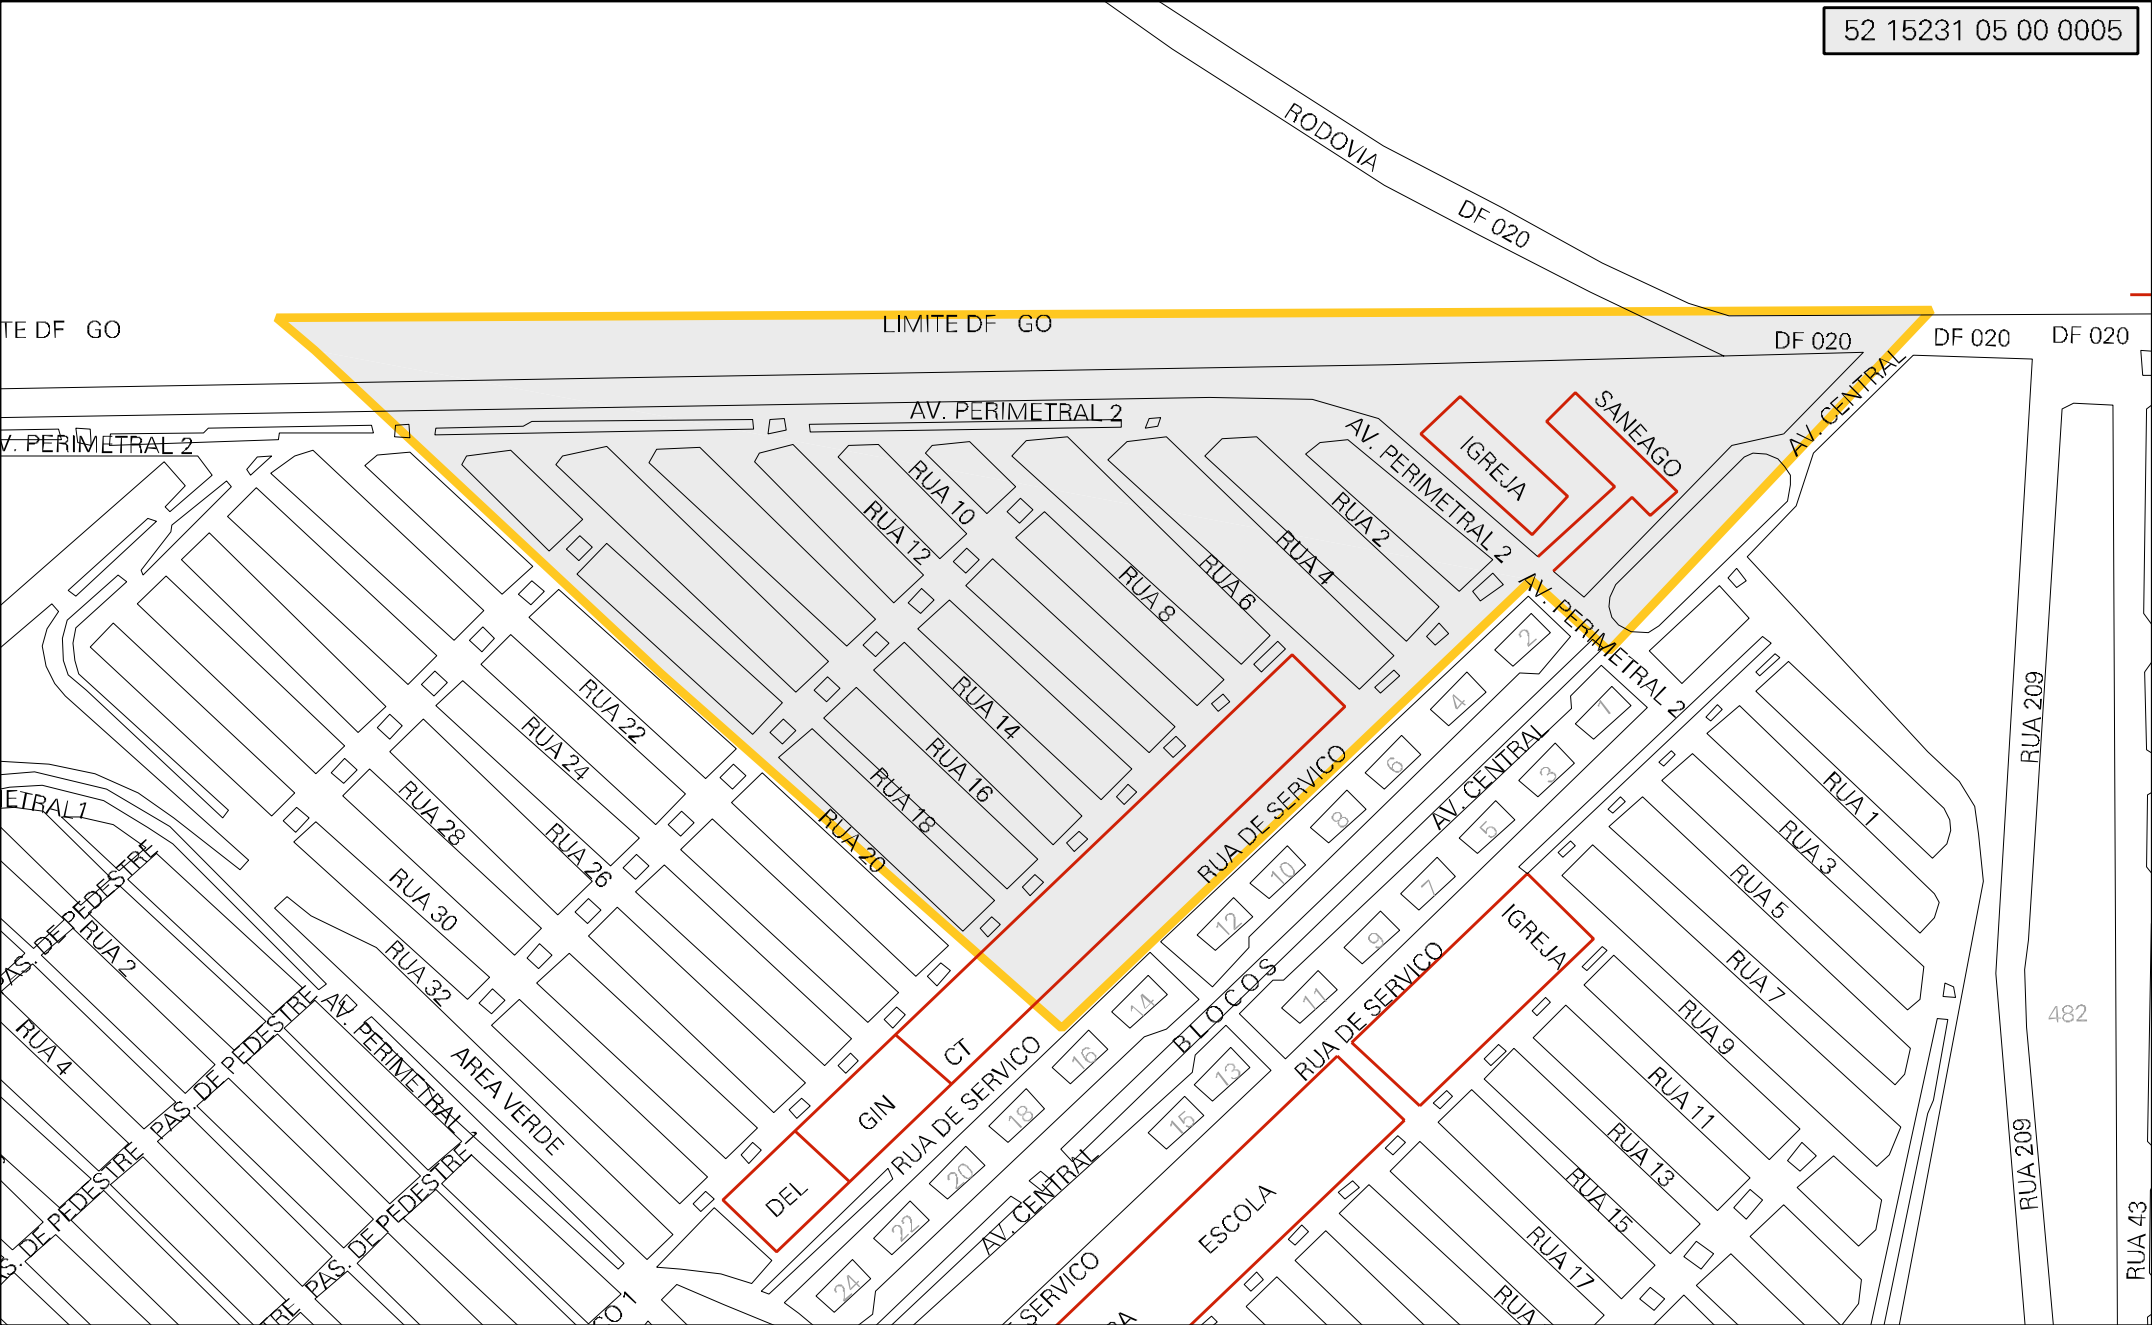 52 15231 05 00 0005
RODOVIA
DF 020
TE DF GO
LIMITE DF GO
DF 020
DF 020
DF 020
AV. CENTRAL
AV. PERIMETRAL 2
V. PERIMETRAL 2
AV. PERIMETRAL 2
IGREJA
SANEAGO
RUA 10
RUA 12
RUA 2
RUA 4
RUA 6
RUA 8
AV. PERIMETRAL 2
RUA 14
RUA 16
RUA 18
RUA 20
RUA 22
RUA 24
RUA 26
RUA 28
RUA 30
RUA 32
ETRAL 1
PAS. DE PEDESTRE
RUA 2
RUA 4
PAS. DE PEDESTRE
AV. PERIMETRAL 1
AREA VERDE
S. DE PEDESTRE
PAS. DE PEDESTRE
TRE
CO 1
RUA DE SERVICO
RUA DE SERVICO
2
4
6
8
10
12
14
16
18
20
22
24
AV. CENTRAL
BLOCOS
AV. CENTRAL
1
3
5
7
9
11
13
15
CT
GIN
DEL
IGREJA
RUA DE SERVICO
ESCOLA
SERVICO
RUA 1
RUA 3
RUA 5
RUA 7
RUA 9
RUA 11
RUA 13
RUA 15
RUA 17
RUA
RUA 209
RUA 209
482
RUA 43